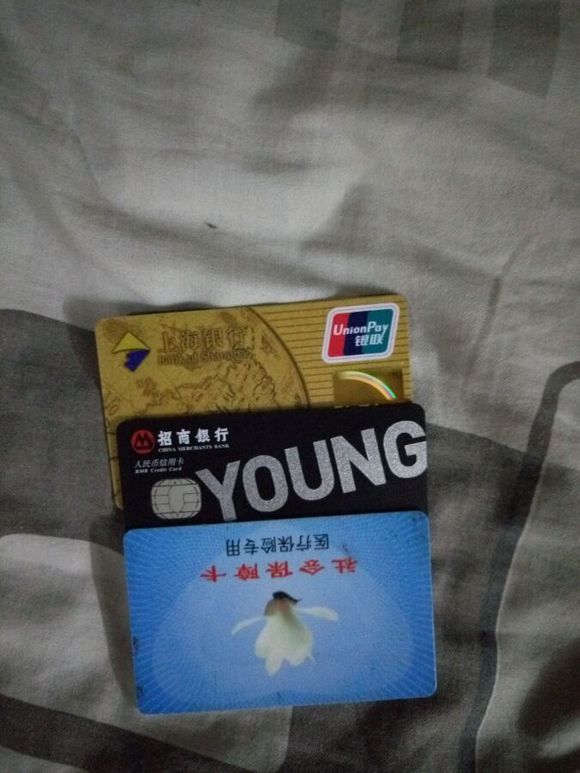 上海银行
Bank of Shanghai
UnionPay
银联
招商银行
CHINA MERCHANTS BANK
人民币信用卡
RMB Credit Card
YOUNG
社会保障卡
医疗保险专用